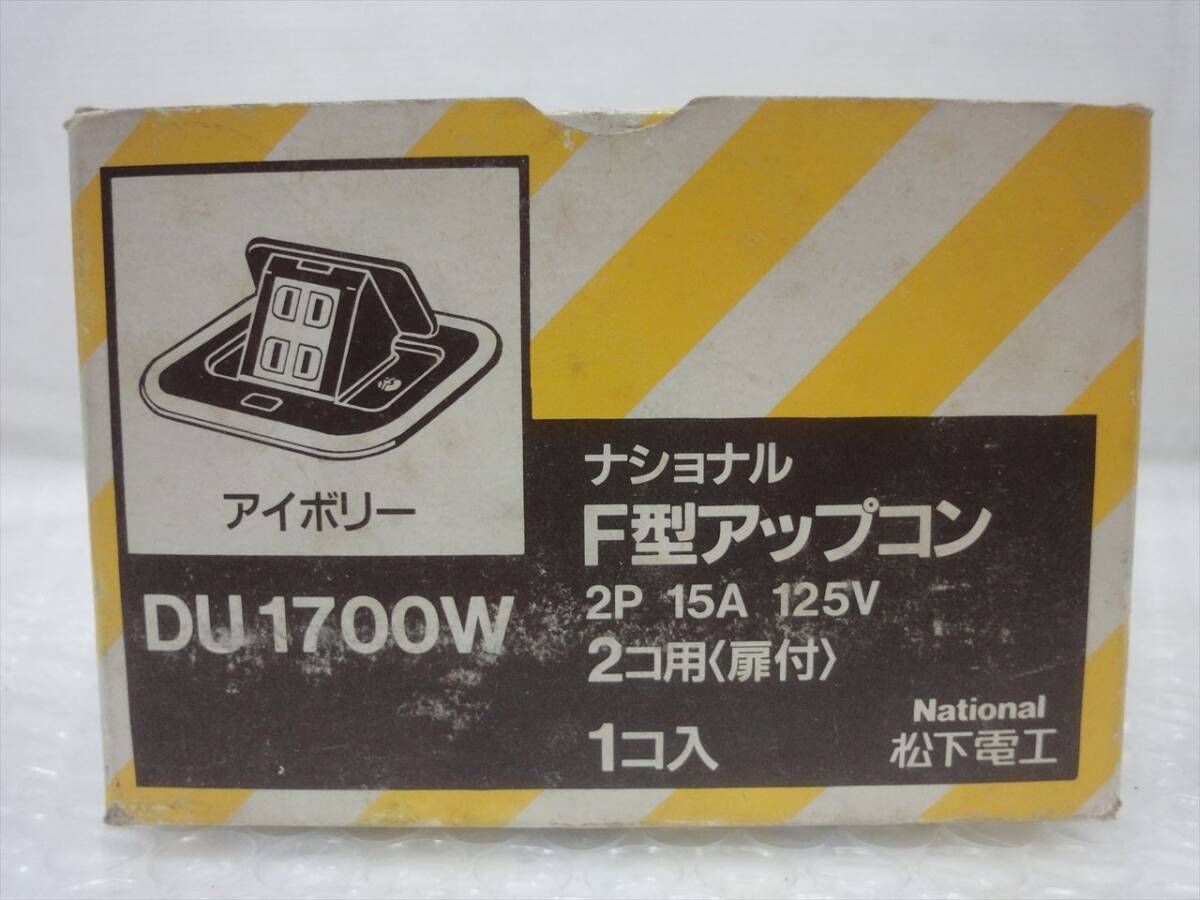 アイボリー
DU1700W
ナショナル
F型アップコン
2P 15A 125V
2コ用〈扉付〉
1コ入
National
松下電工